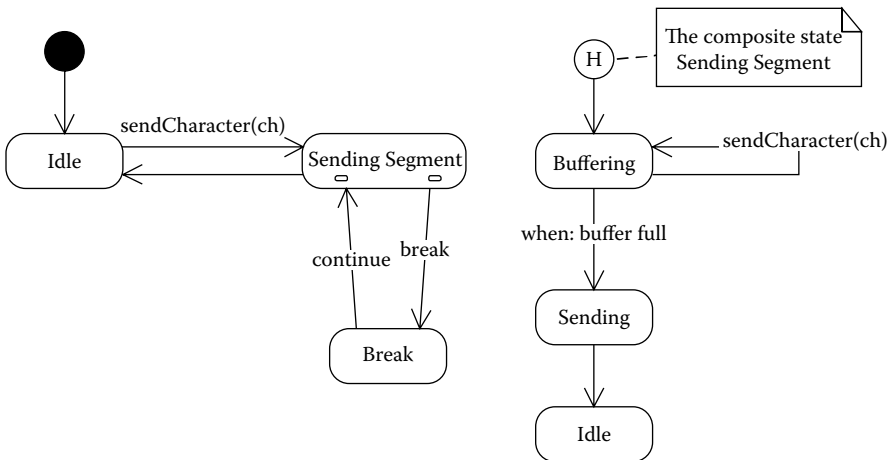 The composite state
Sending Segment
H
sendCharacter(ch)
Idle
Sending Segment
Buffering
sendCharacter(ch)
continue
break
when: buffer full
Break
Sending
Idle